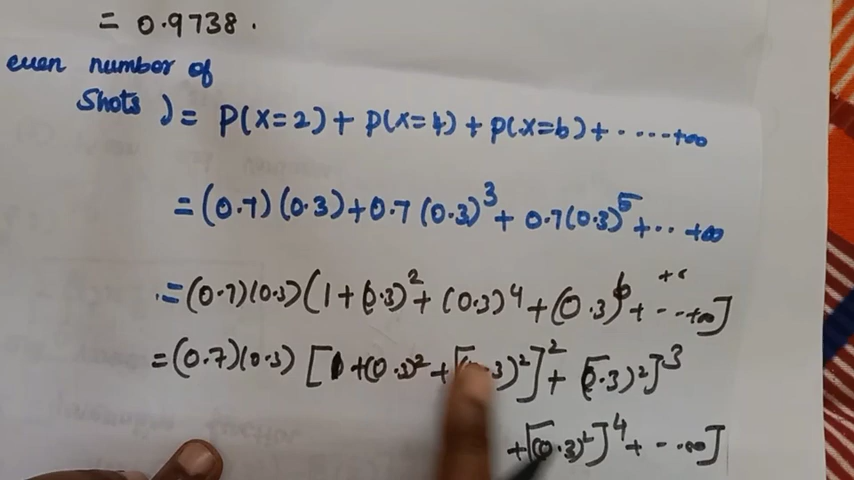 = 0.9738.
even number of
Shots ) = P(X=2) + P(X=4) + P(X=6) + ..... +∞
= (0.7)(0.3) + 0.7 (0.3)^3 + 0.7(0.3)^5 + .. +∞
= (0.7)(0.3) (1 + (0.3)^2 + (0.3)^4 + (0.3)^6 + - .. +∞]
= (0.7)(0.3) [1 + (0.3)^2 + [(0.3)^2]^2 + [0.3)^2]^3
+ [(0.3)^2]^4 + - ..∞]